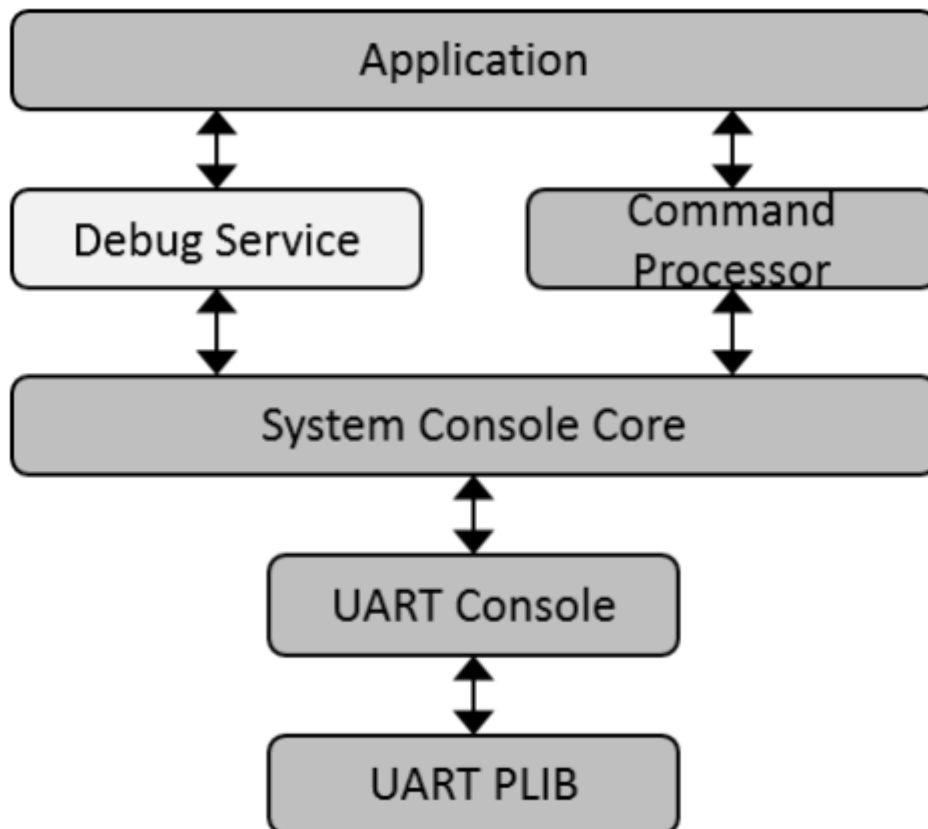 Application
Debug Service
Command
Processor
System Console Core
UART Console
UART PLIB